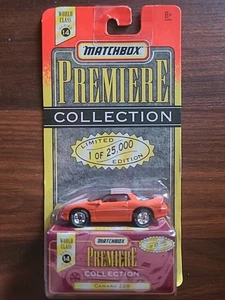 WORLD
CLASS
14
8+
MATCHBOX
PREMIERE
COLLECTION
LIMITED
1 OF 25,000
EDITION
WORLD
CLASS
14
MATCHBOX
PREMIERE
COLLECTION
CAMARO Z28